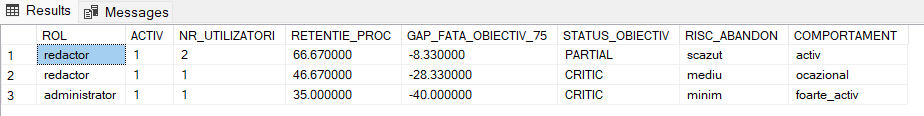 Results Messages
ROL ACTIV NR_UTILIZATORI RETENTIE_PROC GAP_FATA_OBIECTIV_75 STATUS_OBIECTIV RISC_ABANDON COMPORTAMENT
1 redactor 1 2 66.670000 -8.330000 PARTIAL scazut activ
2 redactor 1 1 46.670000 -28.330000 CRITIC mediu ocazional
3 administrator 1 1 35.000000 -40.000000 CRITIC minim foarte_activ